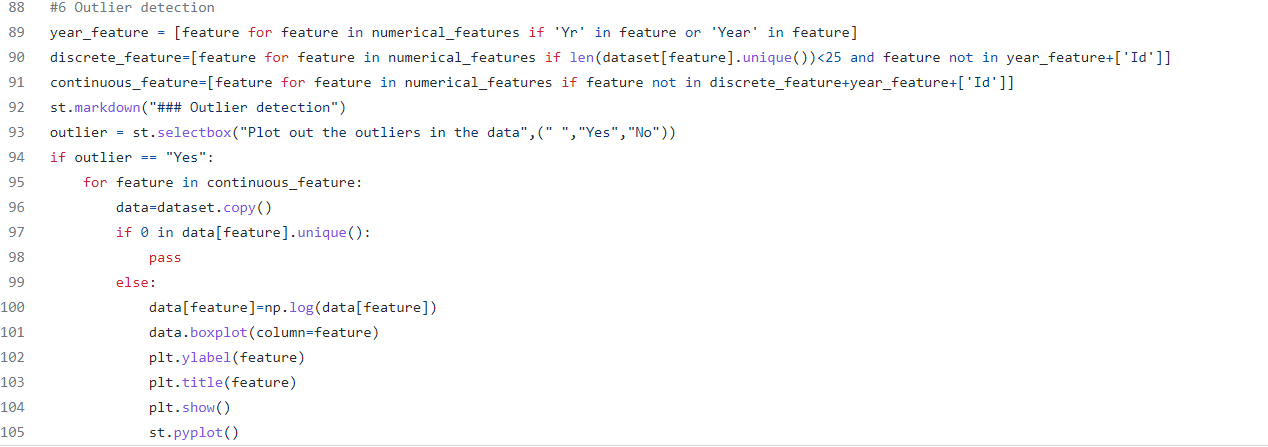 88 #6 Outlier detection
89 year_feature = [feature for feature in numerical_features if 'Yr' in feature or 'Year' in feature]
90 discrete_feature=[feature for feature in numerical_features if len(dataset[feature].unique())<25 and feature not in year_feature+['Id']]
91 continuous_feature=[feature for feature in numerical_features if feature not in discrete_feature+year_feature+['Id']]
92 st.markdown("### Outlier detection")
93 outlier = st.selectbox("Plot out the outliers in the data",(" ","Yes","No"))
94 if outlier == "Yes":
95     for feature in continuous_feature:
96         data=dataset.copy()
97         if 0 in data[feature].unique():
98             pass
99         else:
100             data[feature]=np.log(data[feature])
101             data.boxplot(column=feature)
102             plt.ylabel(feature)
103             plt.title(feature)
104             plt.show()
105             st.pyplot()